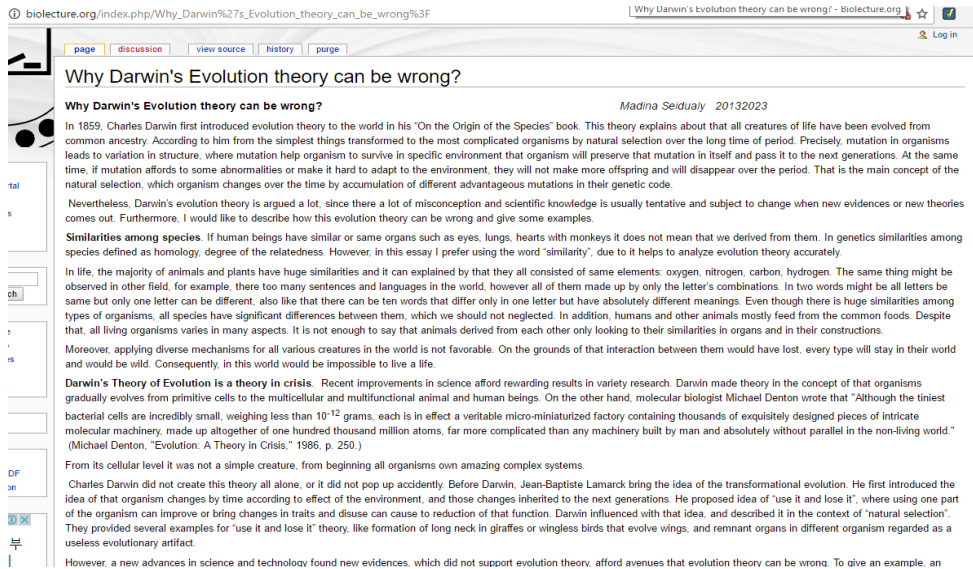 biolecture.org/index.php/Why_Darwin%27s_Evolution_theory_can_be_wrong%3F
Why Darwin's Evolution theory can be wrong? - Biolecture.org
Log in
page discussion view source history purge
Why Darwin's Evolution theory can be wrong?
Why Darwin's Evolution theory can be wrong? Madina Seidualy 20132023
In 1859, Charles Darwin first introduced evolution theory to the world in his "On the Origin of the Species" book. This theory explains about that all creatures of life have been evolved from
common ancestry. According to him from the simplest things transformed to the most complicated organisms by natural selection over the long time of period. Precisely, mutation in organisms
leads to variation in structure, where mutation help organism to survive in specific environment that organism will preserve that mutation in itself and pass it to the next generations. At the same
time, if mutation affords to some abnormalities or make it hard to adapt to the environment, they will not make more offspring and will disappear over the period. That is the main concept of the
natural selection, which organism changes over the time by accumulation of different advantageous mutations in their genetic code.
Nevertheless, Darwin's evolution theory is argued a lot, since there a lot of misconception and scientific knowledge is usually tentative and subject to change when new evidences or new theories
comes out. Furthermore, I would like to describe how this evolution theory can be wrong and give some examples.
Similarities among species. If human beings have similar or same organs such as eyes, lungs, hearts with monkeys it does not mean that we derived from them. In genetics similarities among
species defined as homology, degree of the relatedness. However, in this essay I prefer using the word "similarity", due to it helps to analyze evolution theory accurately.
In life, the majority of animals and plants have huge similarities and it can explained by that they all consisted of same elements: oxygen, nitrogen, carbon, hydrogen. The same thing might be
observed in other field, for example, there too many sentences and languages in the world, however all of them made up by only the letter's combinations. In two words might be all letters be
same but only one letter can be different, also like that there can be ten words that differ only in one letter but have absolutely different meanings. Even though there is huge similarities among
types of organisms, all species have significant differences between them, which we should not neglected. In addition, humans and other animals mostly feed from the common foods. Despite
that, all living organisms varies in many aspects. It is not enough to say that animals derived from each other only looking to their similarities in organs and in their constructions.
Moreover, applying diverse mechanisms for all various creatures in the world is not favorable. On the grounds of that interaction between them would have lost, every type will stay in their world
and would be wild. Consequently, in this world would be impossible to live a life.
Darwin's Theory of Evolution is a theory in crisis. Recent improvements in science afford rewarding results in variety research. Darwin made theory in the concept of that organisms
gradually evolves from primitive cells to the multicellular and multifunctional animal and human beings. On the other hand, molecular biologist Michael Denton wrote that "Although the tiniest
bacterial cells are incredibly small, weighing less than 10-12 grams, each is in effect a veritable micro-miniaturized factory containing thousands of exquisitely designed pieces of intricate
molecular machinery, made up altogether of one hundred thousand million atoms, far more complicated than any machinery built by man and absolutely without parallel in the non-living world."
(Michael Denton, "Evolution: A Theory in Crisis," 1986, p. 250.)
From its cellular level it was not a simple creature, from beginning all organisms own amazing complex systems.
Charles Darwin did not create this theory all alone, or it did not pop up accidently. Before Darwin, Jean-Baptiste Lamarck bring the idea of the transformational evolution. He first introduced the
idea of that organism changes by time according to effect of the environment, and those changes inherited to the next generations. He proposed idea of "use it and lose it", where using one part
of the organism can improve or bring changes in traits and disuse can cause to reduction of that function. Darwin influenced with that idea, and described it in the context of "natural selection".
They provided several examples for "use it and lose it" theory, like formation of long neck in giraffes or wingless birds that evolve wings, and remnant organs in different organism regarded as a
useless evolutionary artifact.
However, a new advances in science and technology found new evidences, which did not support evolution theory, afford avenues that evolution theory can be wrong. To give an example, an
rtal
s
ch
es
DF
on
부